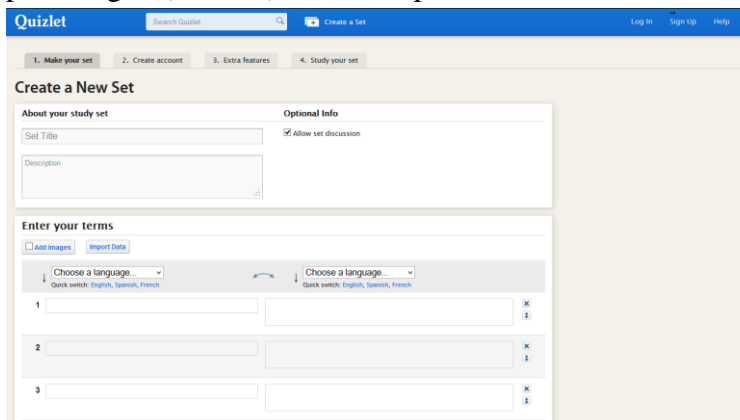 Quizlet Search Quizlet Create a Set Log In Sign Up Help
1. Make your set 2. Create account 3. Extra features 4. Study your set
Create a New Set
About your study set Optional Info
Set Title Allow set discussion
Description
Enter your terms
Add Images Import Data
Choose a language... Choose a language...
Quick switch: English, Spanish, French Quick switch: English, Spanish, French
1
2
3